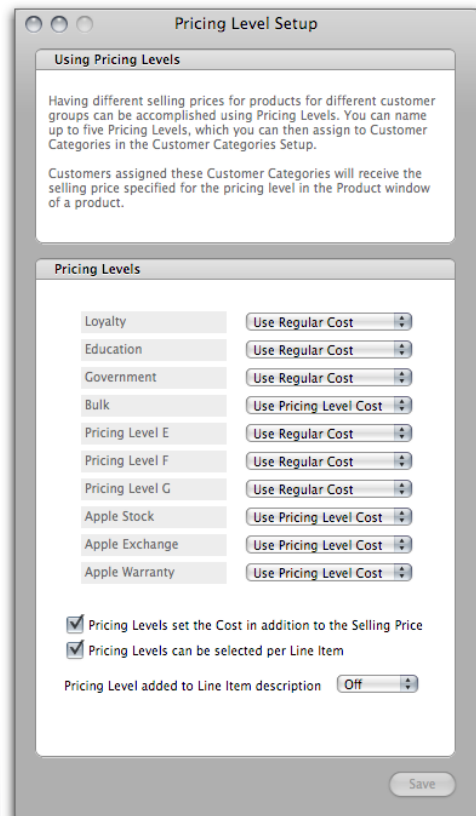 Pricing Level Setup
Using Pricing Levels
Having different selling prices for products for different customer
groups can be accomplished using Pricing Levels. You can name
up to five Pricing Levels, which you can then assign to Customer
Categories in the Customer Categories Setup.
Customers assigned these Customer Categories will receive the
selling price specified for the pricing level in the Product window
of a product.
Pricing Levels
Loyalty Use Regular Cost
Education Use Regular Cost
Government Use Regular Cost
Bulk Use Pricing Level Cost
Pricing Level E Use Regular Cost
Pricing Level F Use Regular Cost
Pricing Level G Use Regular Cost
Apple Stock Use Pricing Level Cost
Apple Exchange Use Pricing Level Cost
Apple Warranty Use Pricing Level Cost
Pricing Levels set the Cost in addition to the Selling Price
Pricing Levels can be selected per Line Item
Pricing Level added to Line Item description Off
Save